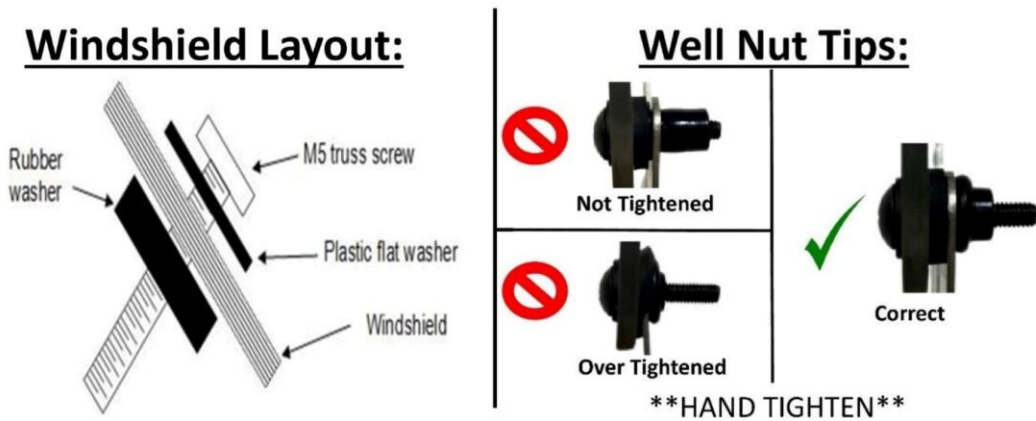 Windshield Layout:
Rubber
washer
M5 truss screw
Plastic flat washer
Windshield
Well Nut Tips:
Not Tightened
Over Tightened
Correct
**HAND TIGHTEN**